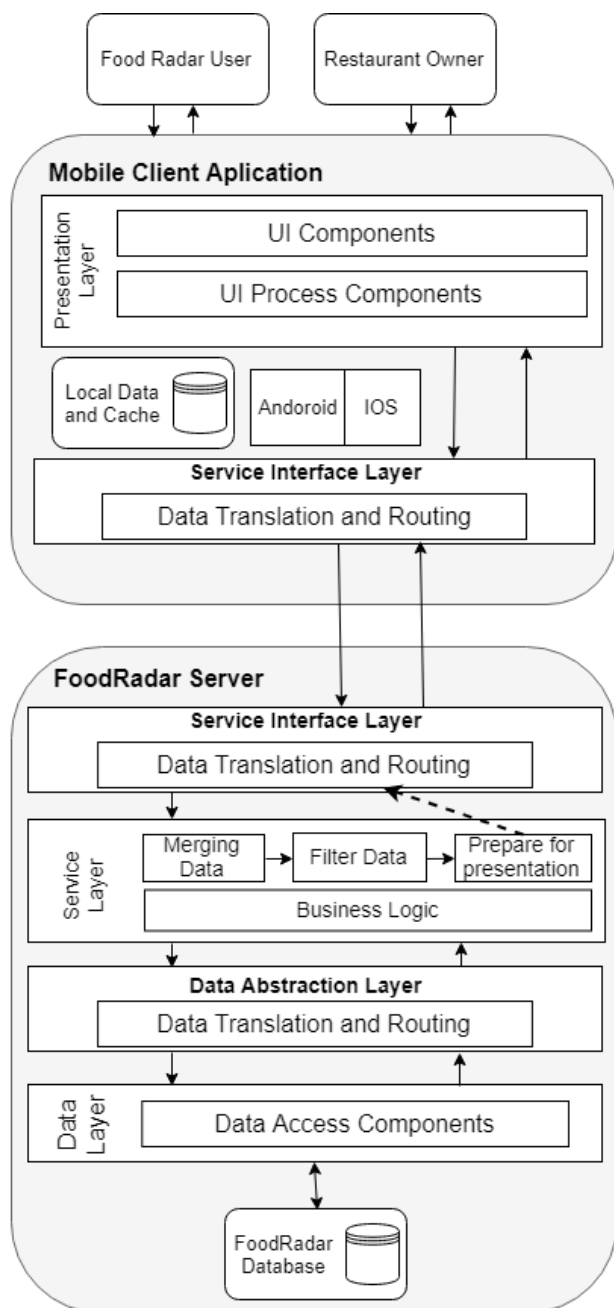 Food Radar User
Restaurant Owner
Mobile Client Aplication
Presentation
Layer
UI Components
UI Process Components
Local Data
and Cache
Andoroid
IOS
Service Interface Layer
Data Translation and Routing
FoodRadar Server
Service Interface Layer
Data Translation and Routing
Service
Layer
Merging
Data
Filter Data
Prepare for
presentation
Business Logic
Data Abstraction Layer
Data Translation and Routing
Data
Layer
Data Access Components
FoodRadar
Database